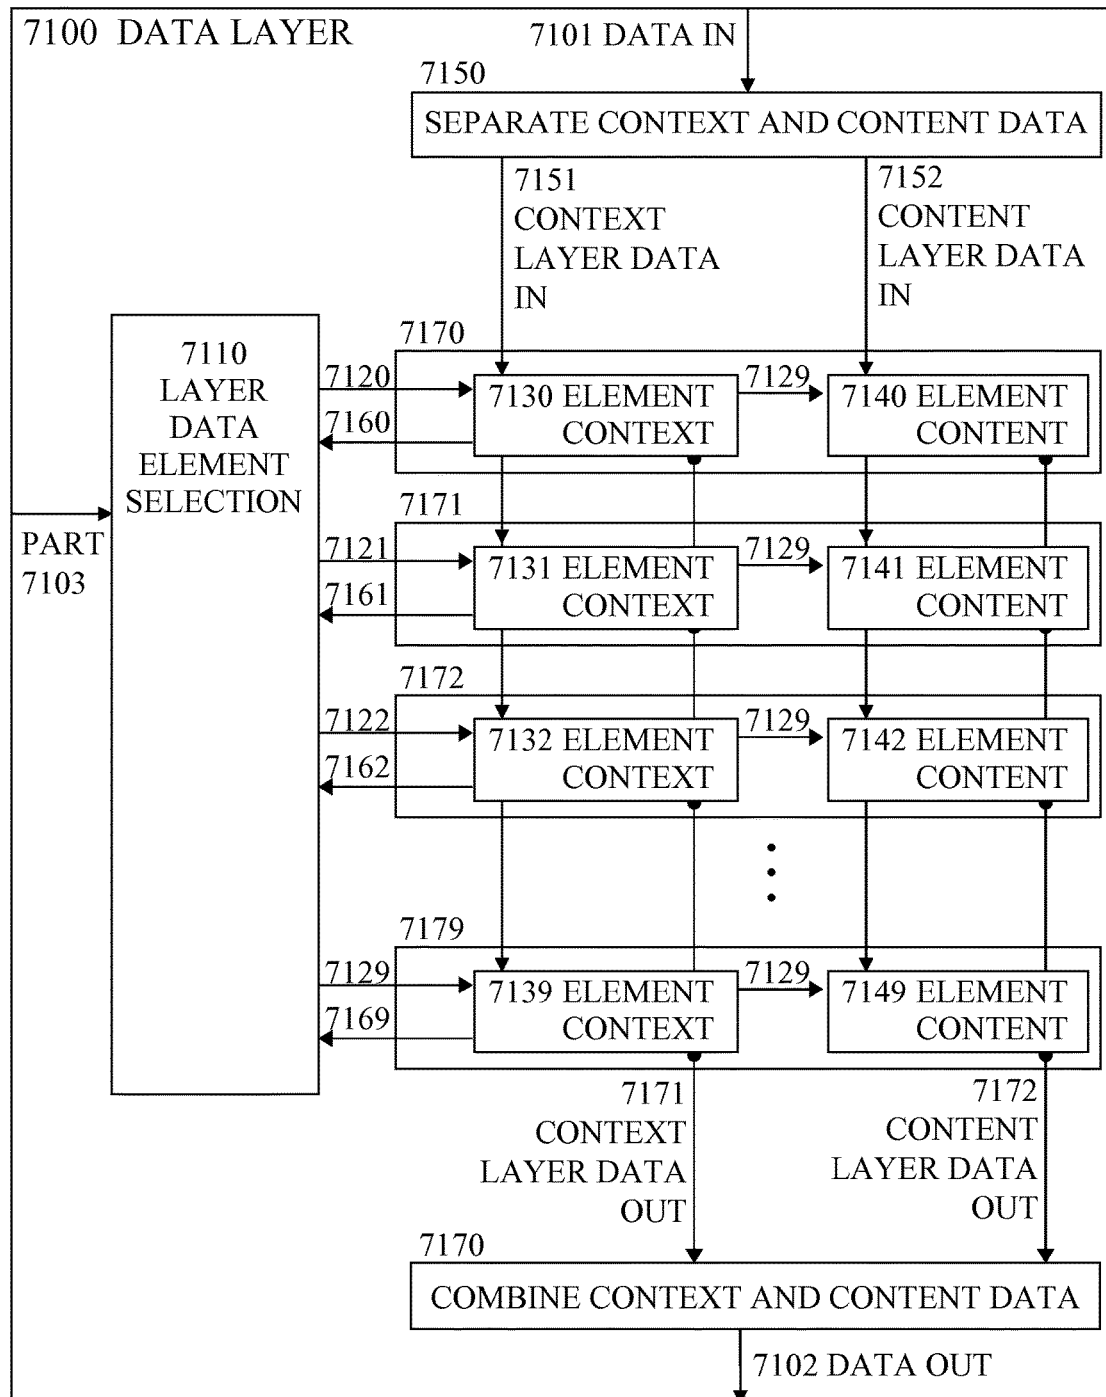 7100 DATA LAYER
7101 DATA IN
7150
SEPARATE CONTEXT AND CONTENT DATA
7151
CONTEXT
LAYER DATA
IN
7152
CONTENT
LAYER DATA
IN
7110
LAYER
DATA
ELEMENT
SELECTION
PART
7103
7170
7120
7160
7130 ELEMENT
CONTEXT
7129
7140 ELEMENT
CONTENT
7171
7121
7161
7131 ELEMENT
CONTEXT
7129
7141 ELEMENT
CONTENT
7172
7122
7162
7132 ELEMENT
CONTEXT
7129
7142 ELEMENT
CONTENT
7179
7129
7169
7139 ELEMENT
CONTEXT
7129
7149 ELEMENT
CONTENT
7171
CONTEXT
LAYER DATA
OUT
7172
CONTENT
LAYER DATA
OUT
7170
COMBINE CONTEXT AND CONTENT DATA
7102 DATA OUT